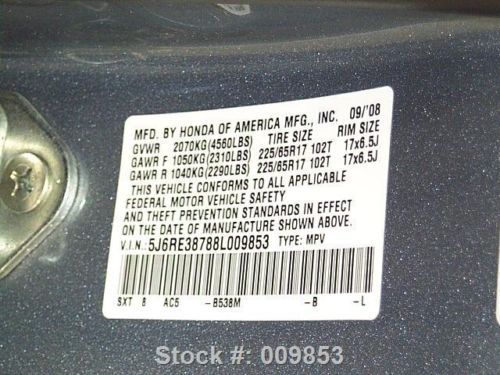 MFD. BY HONDA OF AMERICA MFG., INC. 09/'08
GVWR 2070KG(4560LBS) TIRE SIZE RIM SIZE
GAWR F 1050KG(2310LBS) 225/65R17 102T 17x6.5J
GAWR R 1040KG(2290LBS) 225/65R17 102T 17x6.5J
THIS VEHICLE CONFORMS TO ALL APPLICABLE
FEDERAL MOTOR VEHICLE SAFETY
AND THEFT PREVENTION STANDARDS IN EFFECT
ON THE DATE OF MANUFACTURE SHOWN ABOVE.
V.I.N.: 5J6RE38788L009853 TYPE: MPV
SXT 8 AC5 -B538M -B -L
Stock #: 009853